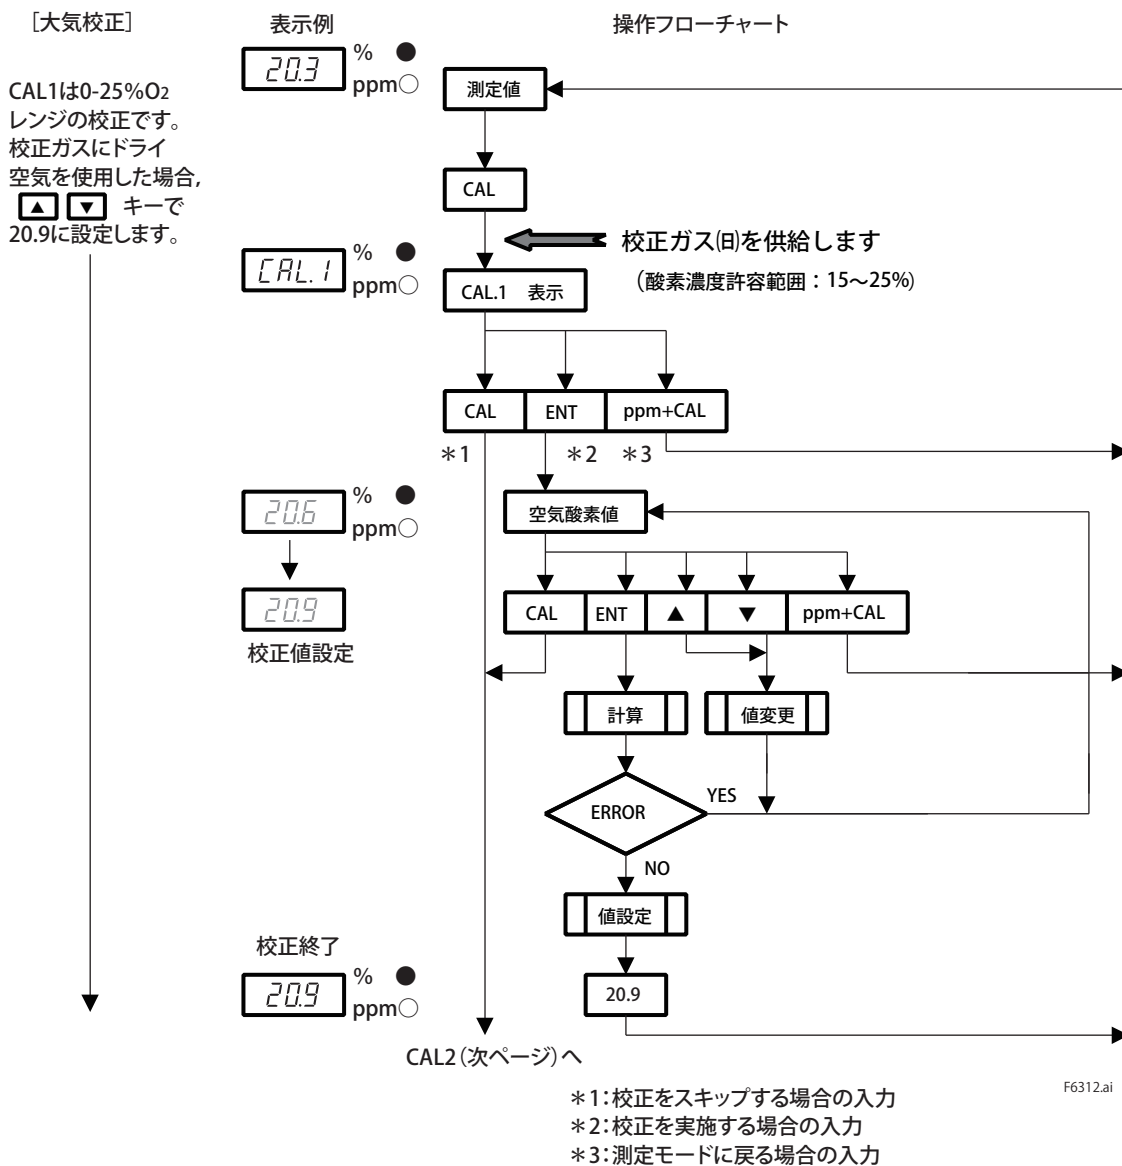 ［大気校正］
表示例
操作フローチャート
20.3
%
ppm
測定値
CAL1は0-25%O2
レンジの校正です。
校正ガスにドライ
空気を使用した場合,
▲ ▼ キーで
20.9に設定します。
CAL
校正ガス(旧)を供給します
（酸素濃度許容範囲：15～25%）
CAL.1
%
ppm
CAL.1 表示
CAL
ENT
ppm+CAL
＊1
＊2
＊3
20.6
%
ppm
空気酸素値
20.9
校正値設定
CAL
ENT
▲
▼
ppm+CAL
計算
値変更
ERROR
YES
NO
値設定
校正終了
20.9
%
ppm
20.9
CAL2（次ページ）へ
F6312.ai
＊1：校正をスキップする場合の入力
＊2：校正を実施する場合の入力
＊3：測定モードに戻る場合の入力